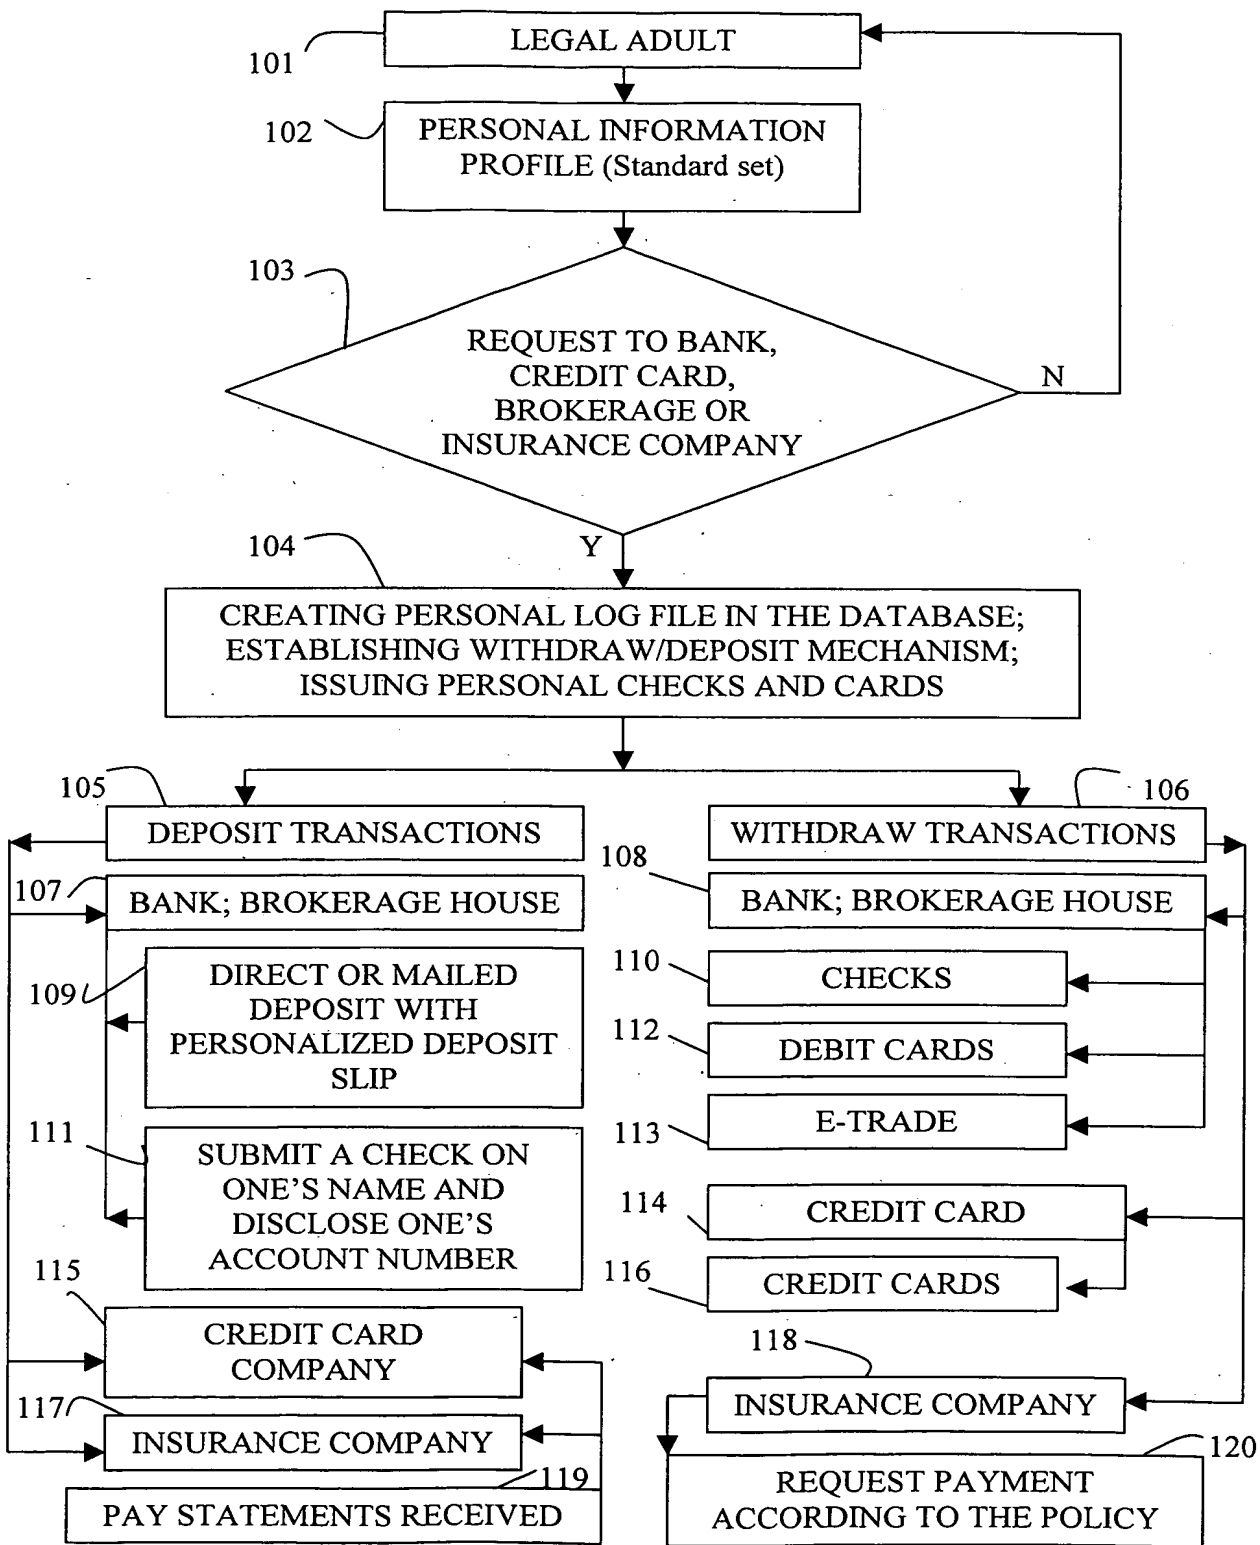 LEGAL ADULT
101
PERSONAL INFORMATION
PROFILE (Standard set)
102
103
REQUEST TO BANK,
CREDIT CARD,
BROKERAGE OR
INSURANCE COMPANY
N
Y
104
CREATING PERSONAL LOG FILE IN THE DATABASE;
ESTABLISHING WITHDRAW/DEPOSIT MECHANISM;
ISSUING PERSONAL CHECKS AND CARDS
105
DEPOSIT TRANSACTIONS
107
BANK; BROKERAGE HOUSE
109
DIRECT OR MAILED
DEPOSIT WITH
PERSONALIZED DEPOSIT
SLIP
111
SUBMIT A CHECK ON
ONE'S NAME AND
DISCLOSE ONE'S
ACCOUNT NUMBER
115
CREDIT CARD
COMPANY
117
INSURANCE COMPANY
119
PAY STATEMENTS RECEIVED
106
WITHDRAW TRANSACTIONS
108
BANK; BROKERAGE HOUSE
110
CHECKS
112
DEBIT CARDS
113
E-TRADE
114
CREDIT CARD
116
CREDIT CARDS
118
INSURANCE COMPANY
120
REQUEST PAYMENT
ACCORDING TO THE POLICY